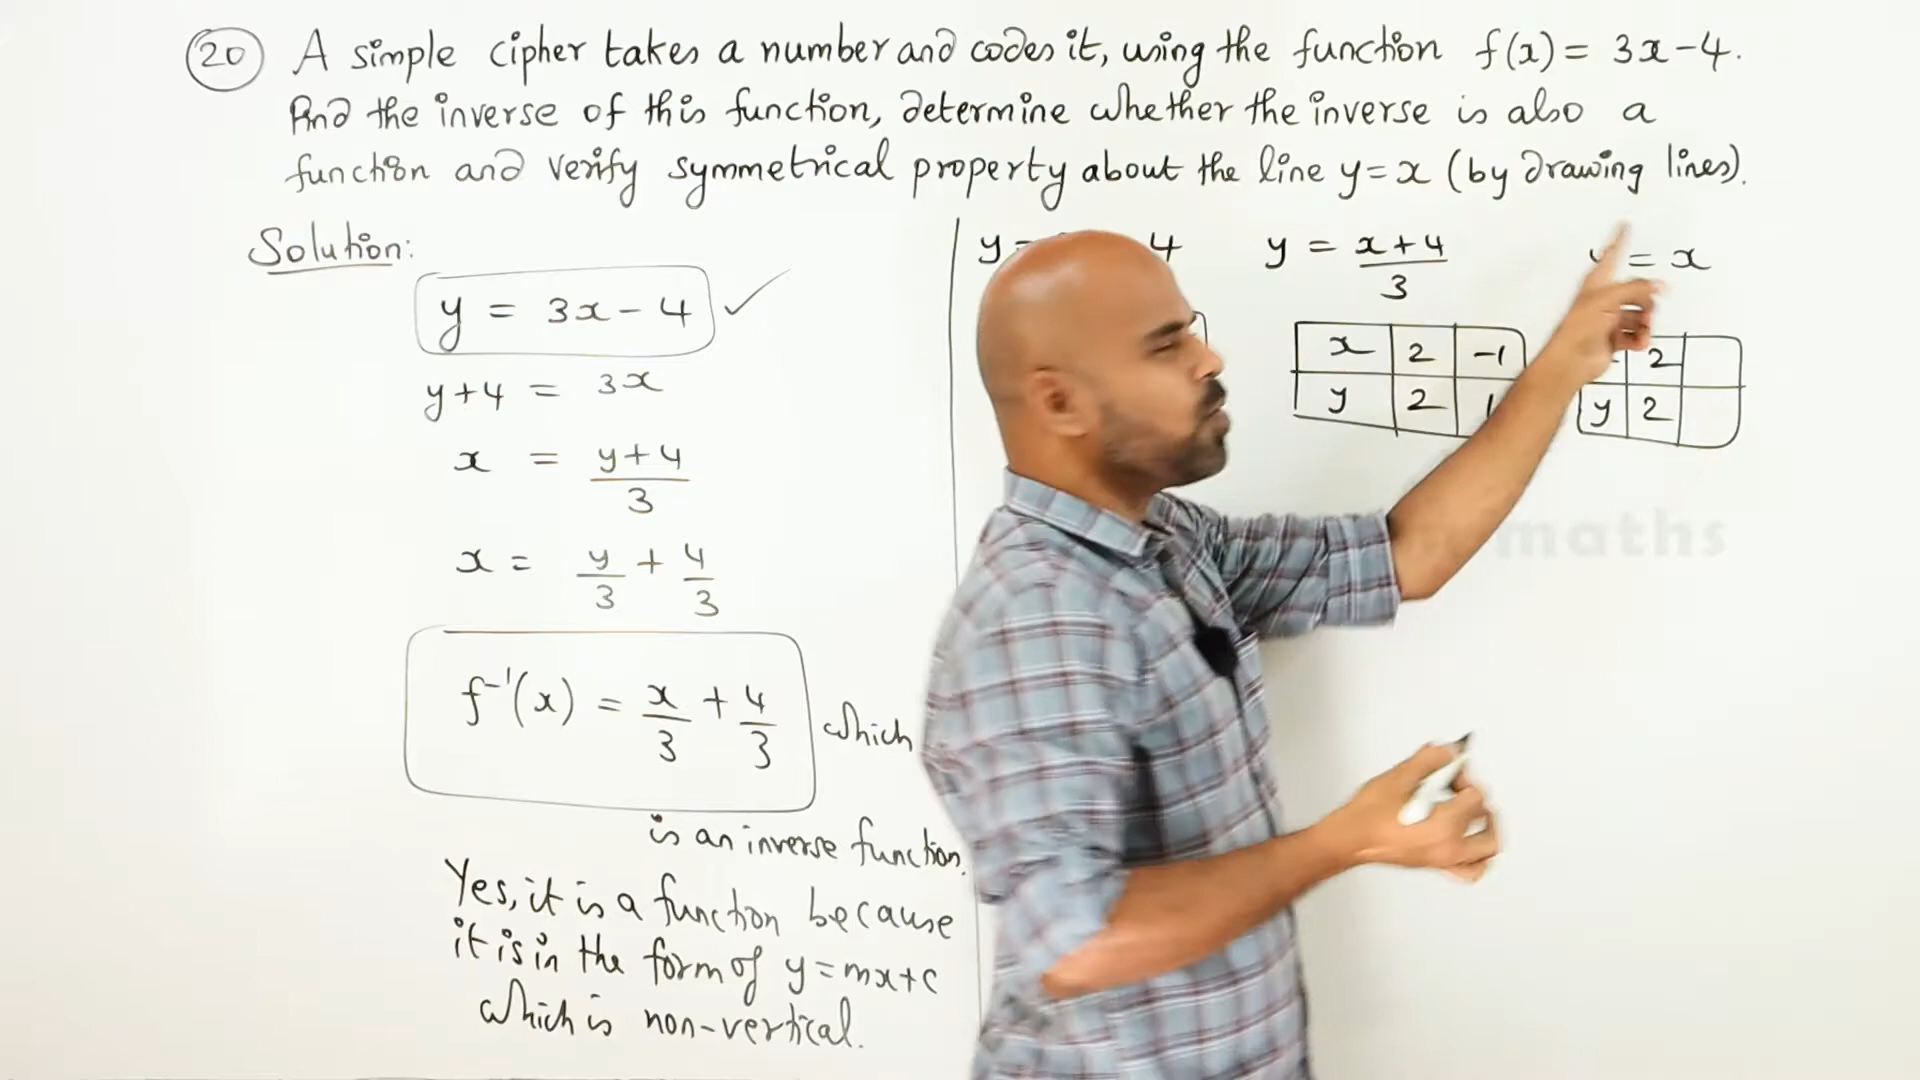 20 A simple cipher takes a number and codes it, using the function f(x) = 3x-4.
Find the inverse of this function, determine whether the inverse is also a
function and verify symmetrical property about the line y=x (by drawing lines).
Solution:
y = 3x-4 ✓
y+4 = 3x
x = (y+4)/3
x = y/3 + 4/3
f⁻¹(x) = x/3 + 4/3 which
is an inverse function.
Yes, it is a function because
it is in the form of y=mx+c
which is non-vertical.
y = 4
y = (x+4)/3
x 2 -1
y 2 1
= x
2
y 2
maths